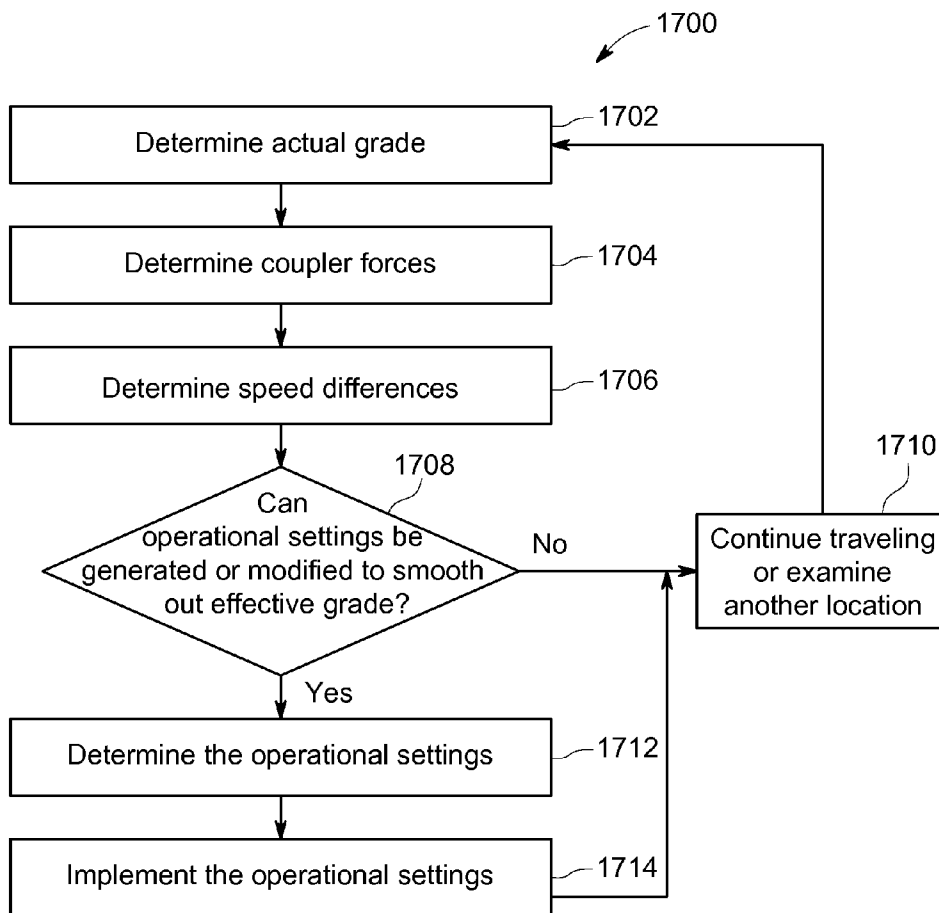 1700
Determine actual grade
1702
Determine coupler forces
1704
Determine speed differences
1706
1708
Can
operational settings be
generated or modified to smooth
out effective grade?
No
1710
Continue traveling
or examine
another location
Yes
Determine the operational settings
1712
Implement the operational settings
1714